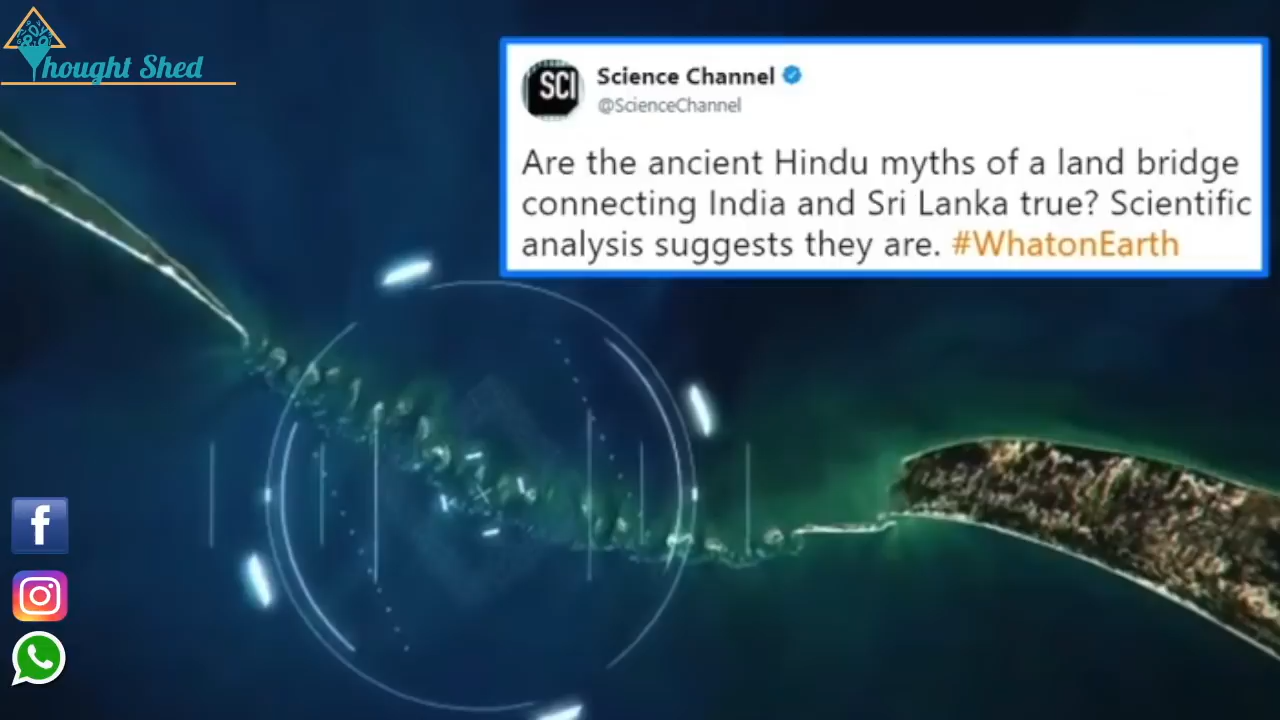 Thought Shed
SCI
Science Channel
@ScienceChannel
Are the ancient Hindu myths of a land bridge
connecting India and Sri Lanka true? Scientific
analysis suggests they are. #WhatonEarth
f